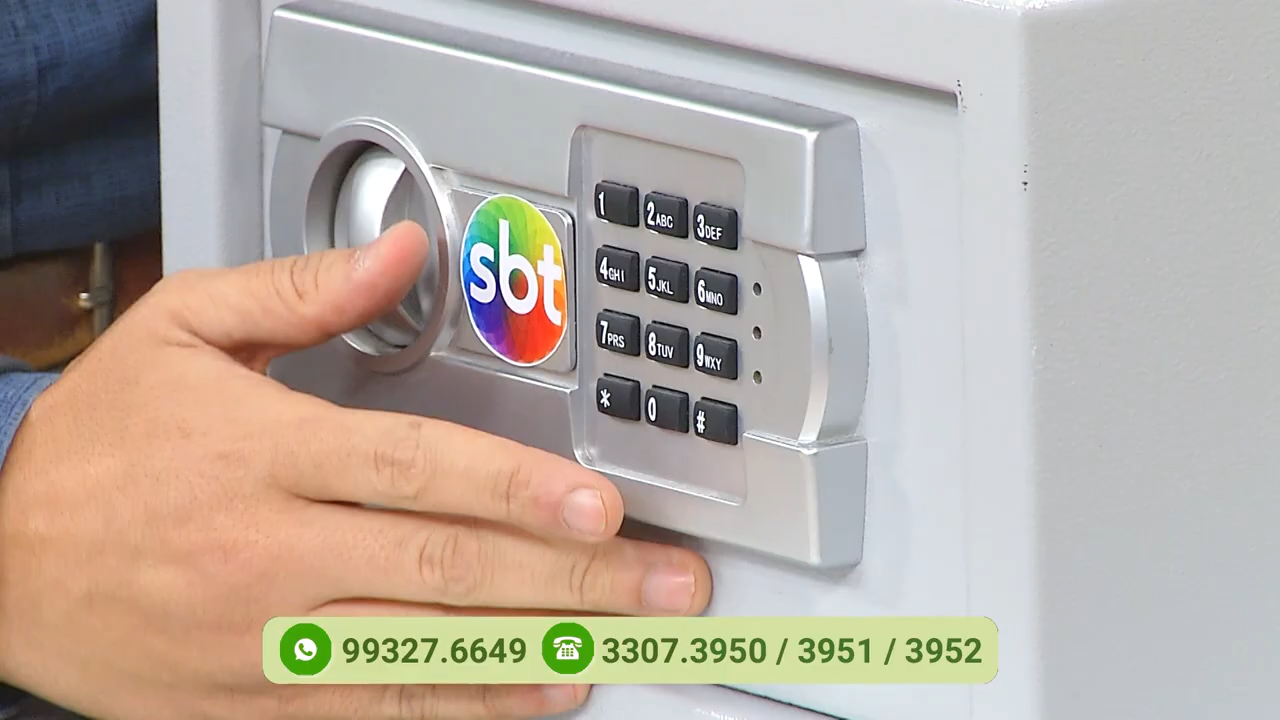 sbt
1 2ABC 3DEF
4GHI 5JKL 6MNO
7PRS 8TUV 9WXY
* 0 #
99327.6649 3307.3950 / 3951 / 3952